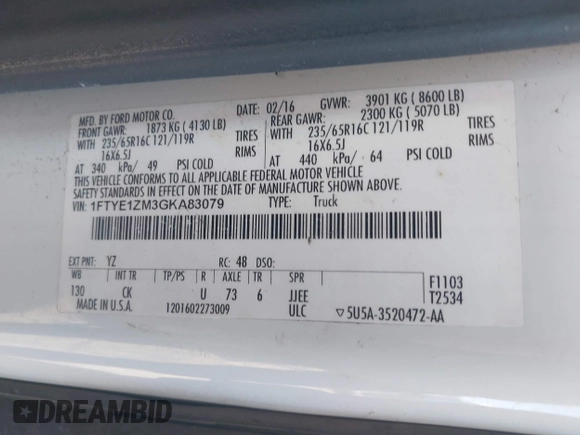 MFD. BY FORD MOTOR CO. DATE: 02/16 GVWR: 3901 KG ( 8600 LB)
FRONT GAWR: 1873 KG ( 4130 LB) REAR GAWR: 2300 KG ( 5070 LB)
WITH 235/65R16C 121/119R TIRES WITH 235/65R16C 121/119R TIRES
16X6.5J RIMS 16X6.5J RIMS
AT 340 kPa/ 49 PSI COLD AT 440 kPa/ 64 PSI COLD
THIS VEHICLE CONFORMS TO ALL APPLICABLE FEDERAL MOTOR VEHICLE
SAFETY STANDARDS IN EFFECT ON THE DATE OF MANUFACTURE SHOWN ABOVE.
VIN: 1FTYE1ZM3GKA83079 TYPE: Truck
EXT PNT: YZ RC: 48 DSO:
WB INT TR TP/PS R AXLE TR SPR F1103
130 CK U 73 6 JJEE T2534
MADE IN U.S.A. 1201602273009 ULC ▽5U5A-3520472-AA
DREAMBID